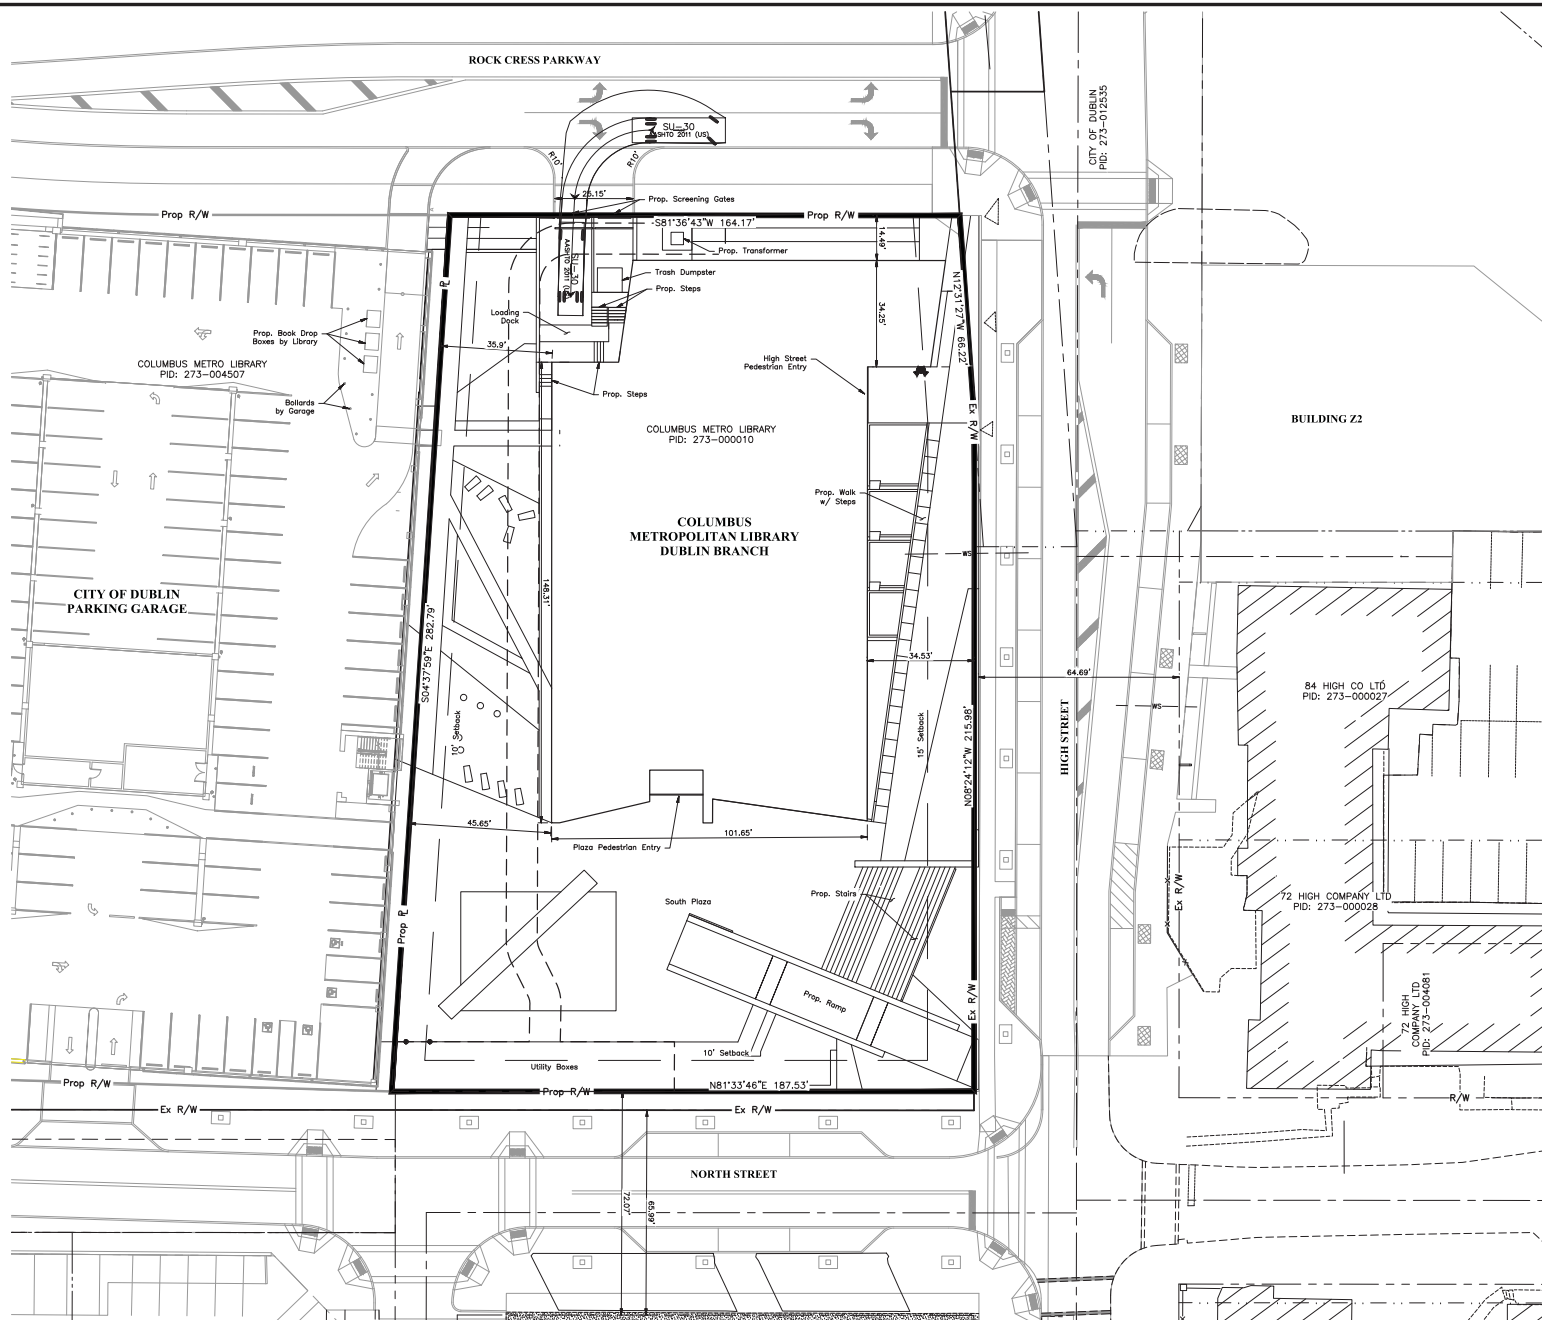 ROCK CRESS PARKWAY
CITY OF DUBLIN
PID: 273-012535
SU-30
AASHTO 2011 (US)
R10'
R10'
25.15'
Prop. Screening Gates
Prop R/W
S81°36'43"W 164.17'
Prop R/W
14.49'
Prop. Transformer
AASHTO 2011 (US)
SU-30
Trash Dumpster
Prop. Steps
N12°31'27"W 66.22'
34.25'
Loading
Dock
Prop. Book Drop
Boxes by Library
35.9'
COLUMBUS METRO LIBRARY
PID: 273-004507
High Street
Pedestrian Entry
Prop. Steps
Bollards
by Garage
Ex R/W
BUILDING Z2
COLUMBUS METRO LIBRARY
PID: 273-000010
Prop. Walk
w/ Steps
COLUMBUS
METROPOLITAN LIBRARY
DUBLIN BRANCH
WS
148.31'
CITY OF DUBLIN
PARKING GARAGE
S04°37'59"E 282.79'
34.53'
64.69'
84 HIGH CO LTD
PID: 273-000027
WS
10' Setback
15' Setback
N08°24'12"W 215.98'
HIGH STREET
45.65'
101.65'
Plaza Pedestrian Entry
Prop. Stairs
South Plaza
Ex R/W
72 HIGH COMPANY LTD
PID: 273-000028
Prop PL
Prop. Ramp
Ex R/W
72 HIGH
COMPANY LTD
PID: 273-004081
10' Setback
Utility Boxes
Prop R/W
Prop R/W
N81°33'46"E 187.53'
R/W
Ex R/W
Ex R/W
NORTH STREET
72.07'
65.99'